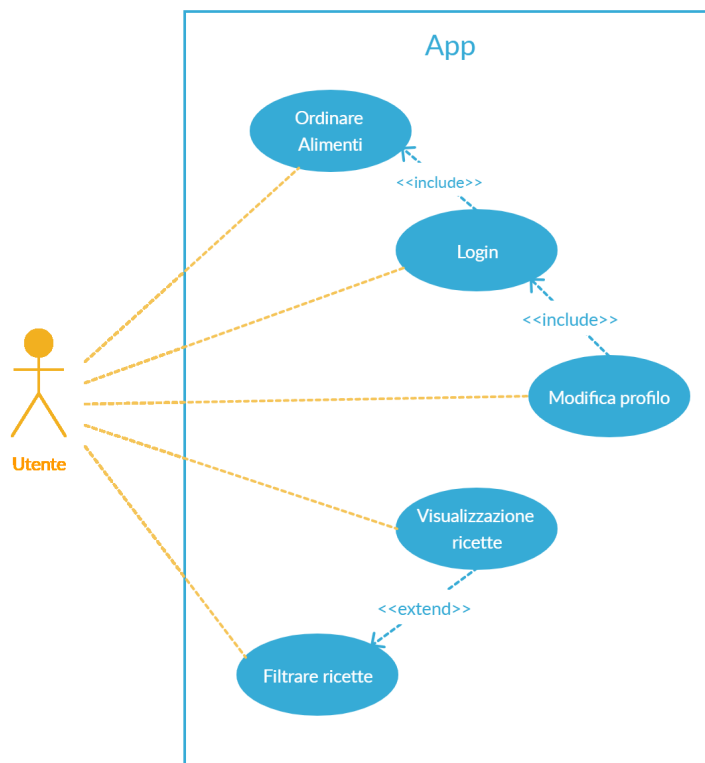 App
Ordinare
Alimenti
<<include>>
Login
<<include>>
Modifica profilo
Utente
Visualizzazione
ricette
<<extend>>
Filtrare ricette